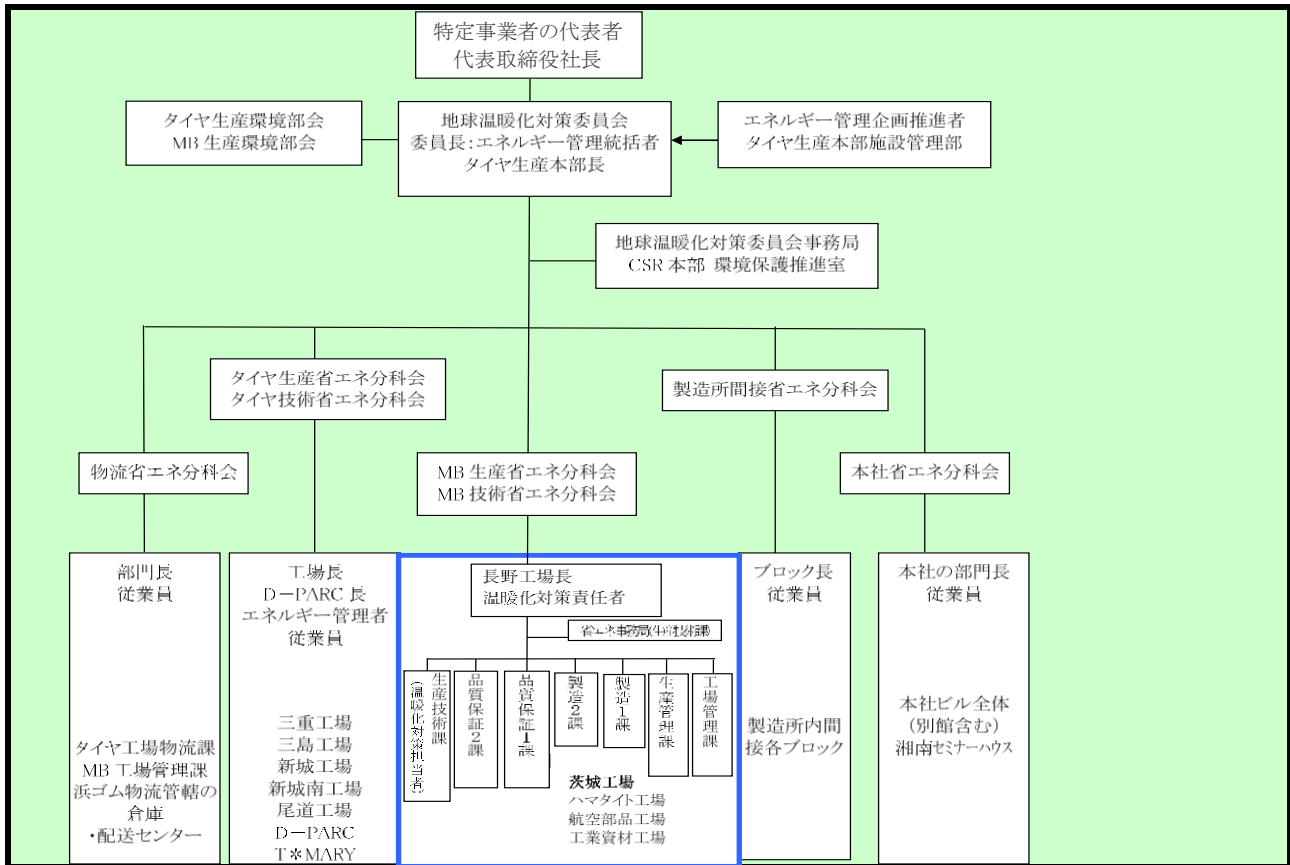 特定事業者の代表者
代表取締役社長
タイヤ生産環境部会
MB 生産環境部会
地球温暖化対策委員会
委員長：エネルギー管理統括者
タイヤ生産本部長
エネルギー管理企画推進者
タイヤ生産本部施設管理部
地球温暖化対策委員会事務局
CSR 本部 環境保護推進室
タイヤ生産省エネ分科会
タイヤ技術省エネ分科会
製造所間接省エネ分科会
物流省エネ分科会
MB 生産省エネ分科会
MB 技術省エネ分科会
本社省エネ分科会
部門長
従業員
タイヤ工場物流課
MB 工場管理課
浜ゴム物流管轄の
倉庫
・配送センター
工場長
D－PARC 長
エネルギー管理者
従業員
三重工場
三島工場
新城工場
新城南工場
尾道工場
D－PARC
T＊MARY
長野工場長
温暖化対策責任者
省エネ事務局(生産技術課)
生産技術課
（温暖化対策担当者）
品質保証2課
品質保証1課
製造2課
製造1課
生産管理課
工場管理課
茨城工場
ハマタイト工場
航空部品工場
工業資材工場
ブロック長
従業員
製造所内間
接各ブロック
本社の部門長
従業員
本社ビル全体
(別館含む)
湘南セミナーハウス